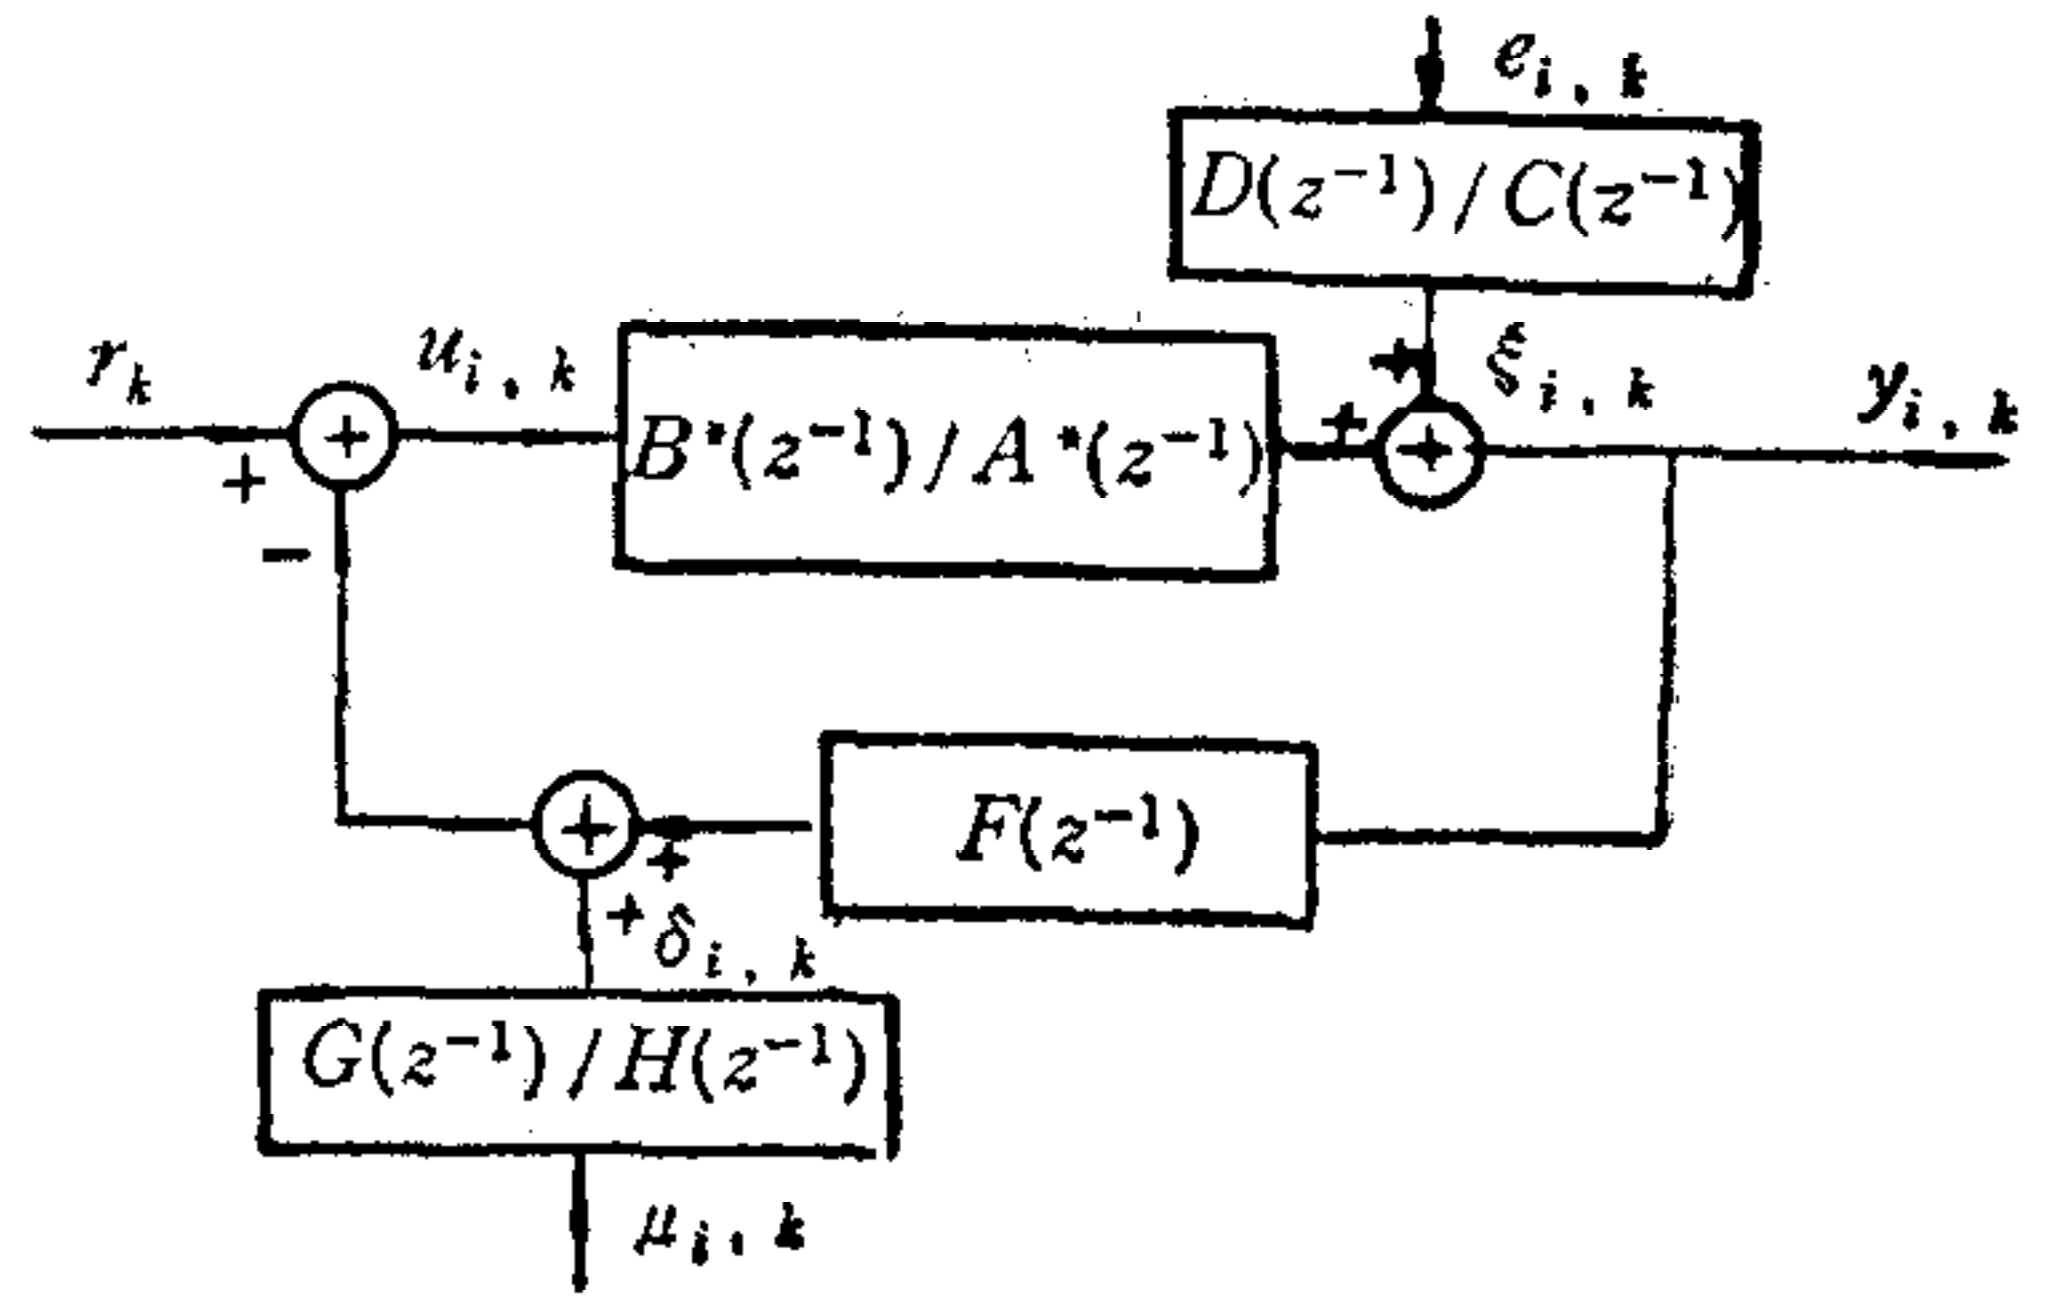 e_{i, k}
D(z^{-1}) / C(z^{-1})
r_k
+
−
+
u_{i, k}
B*(z^{-1}) / A*(z^{-1})
+
+
+
ξ_{i, k}
y_{i, k}
F(z^{-1})
+
+
+
δ_{i, k}
G(z^{-1}) / H(z^{-1})
μ_{i, k}